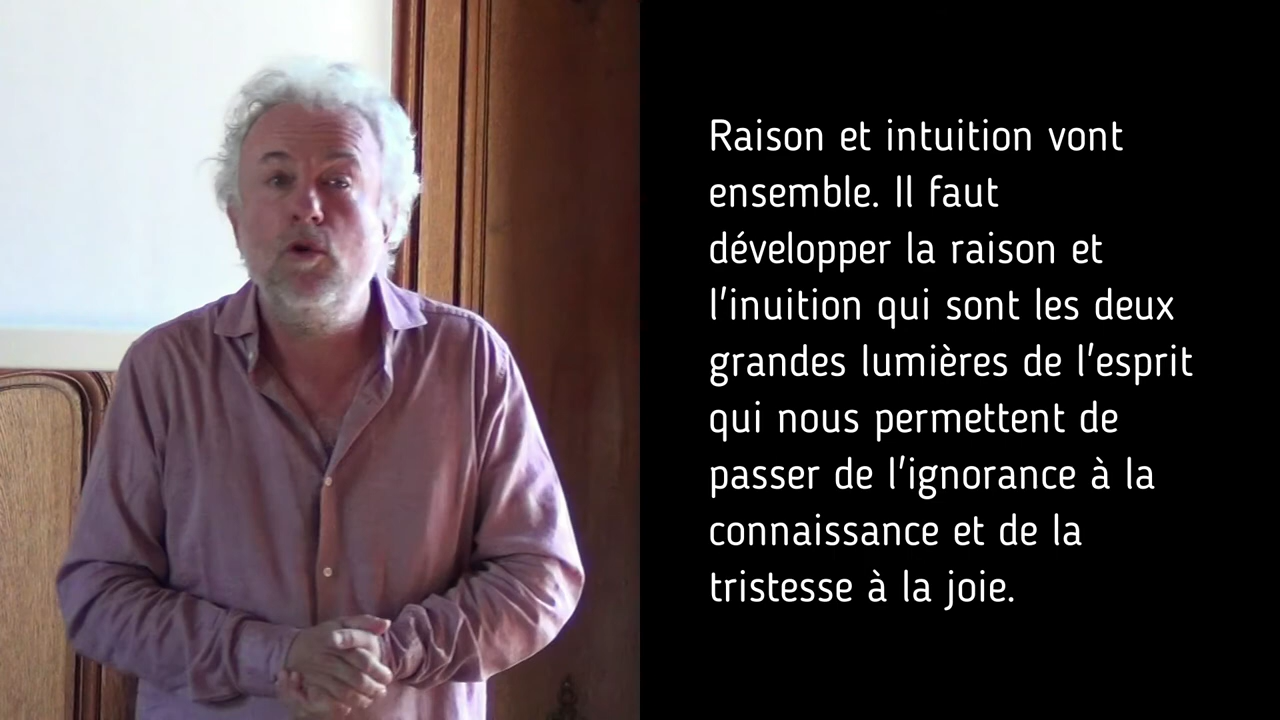 Raison et intuition vont
ensemble. Il faut
développer la raison et
l'inuition qui sont les deux
grandes lumières de l'esprit
qui nous permettent de
passer de l'ignorance à la
connaissance et de la
tristesse à la joie.